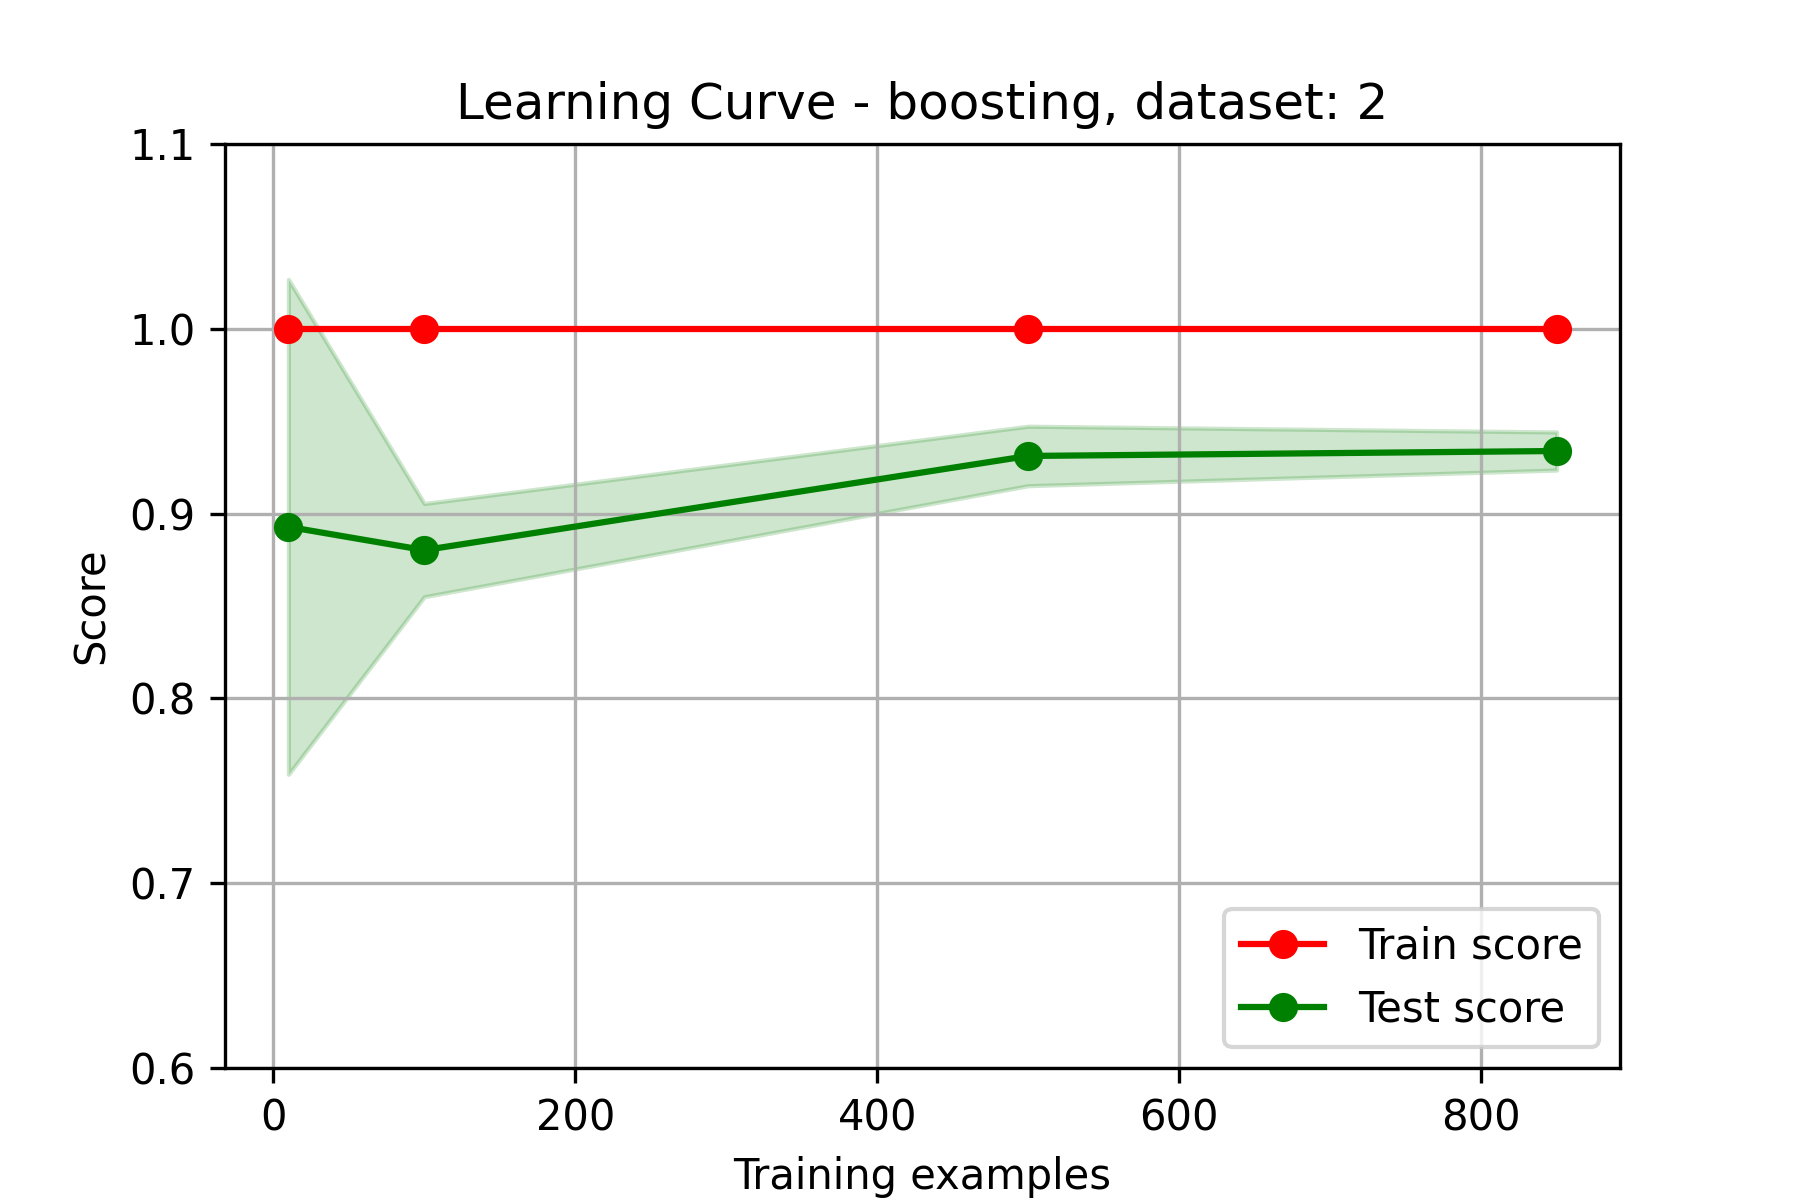 Learning Curve - boosting, dataset: 2
1.1
1.0
0.9
0.8
0.7
0.6
Score
Train score
Test score
0 200 400 600 800
Training examples